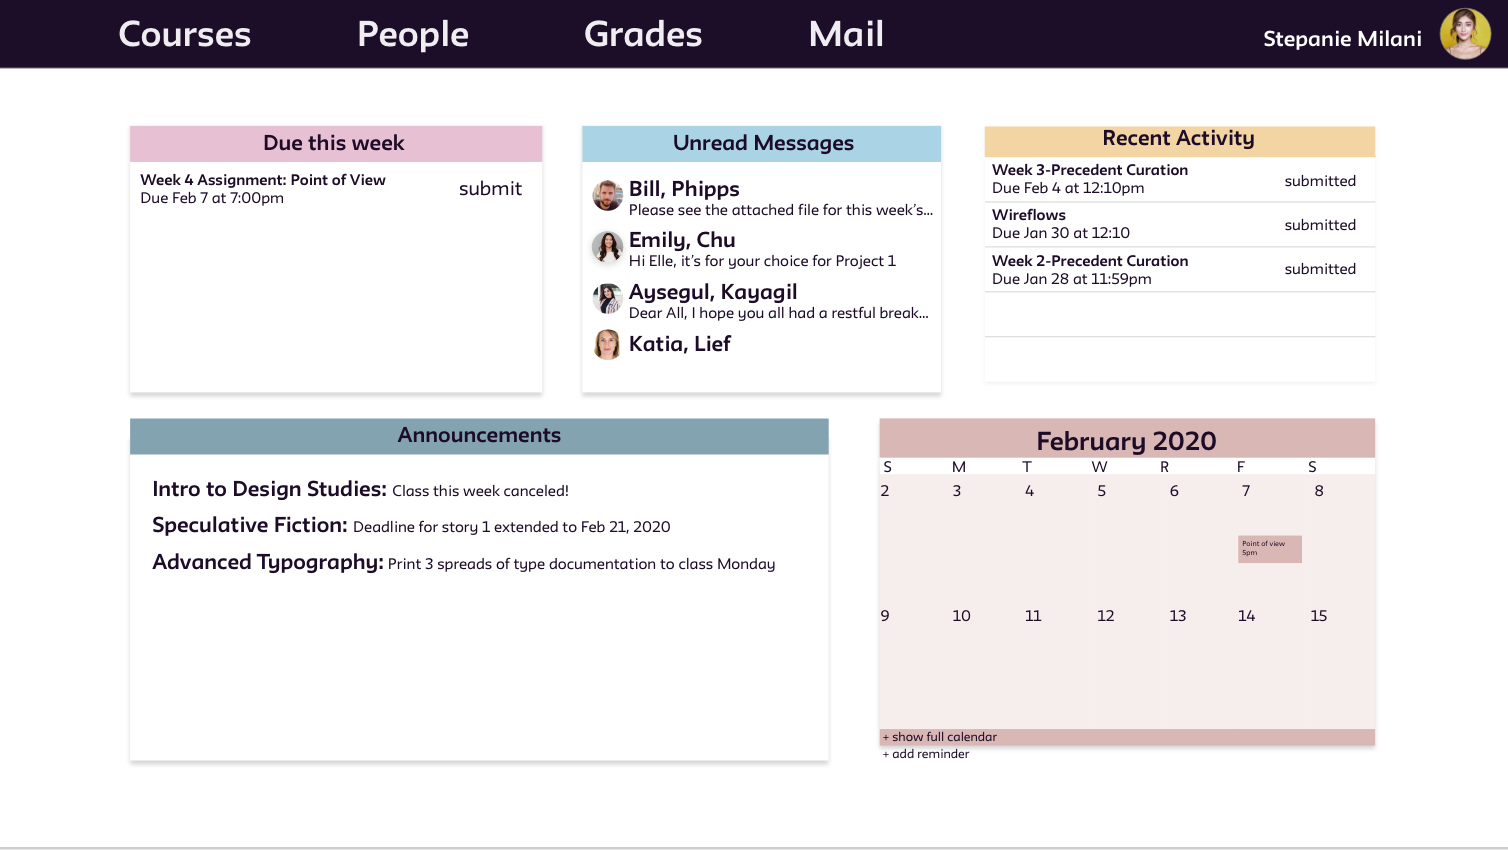 Courses People Grades Mail Stepanie Milani
Due this week
Week 4 Assignment: Point of View
Due Feb 7 at 7:00pm
submit
Unread Messages
Bill, Phipps
Please see the attached file for this week's...
Emily, Chu
Hi Elle, it's for your choice for Project 1
Aysegul, Kayagil
Dear All, I hope you all had a restful break...
Katia, Lief
Recent Activity
Week 3-Precedent Curation
Due Feb 4 at 12:10pm
submitted
Wireflows
Due Jan 30 at 12:10
submitted
Week 2-Precedent Curation
Due Jan 28 at 11:59pm
submitted
Announcements
Intro to Design Studies: Class this week canceled!
Speculative Fiction: Deadline for story 1 extended to Feb 21, 2020
Advanced Typography: Print 3 spreads of type documentation to class Monday
February 2020
S M T W R F S
2 3 4 5 6 7 8
Point of view
5pm
9 10 11 12 13 14 15
+ show full calendar
+ add reminder